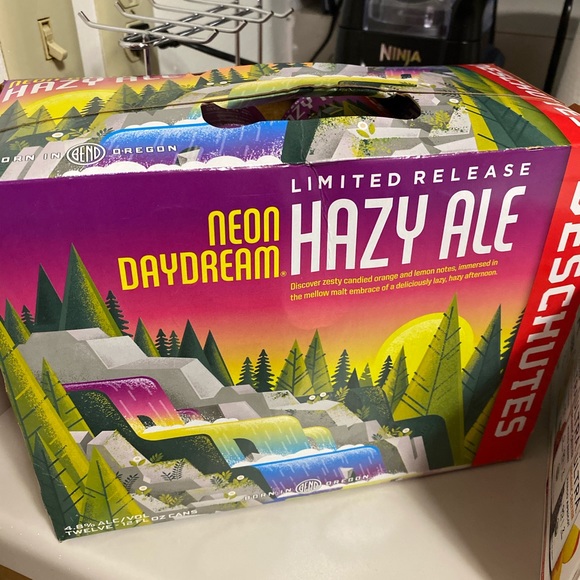 NINJA
HAZY ALE
BORN IN BEND OREGON
LIMITED RELEASE
NEON
DAYDREAM®
HAZY ALE
Discover zesty candied orange and lemon notes, immersed in
the mellow malt embrace of a deliciously lazy, hazy afternoon.
DESCHUTES
BORN IN BEND OREGON
4.8% ALC/VOL
TWELVE - 12 FL OZ CANS